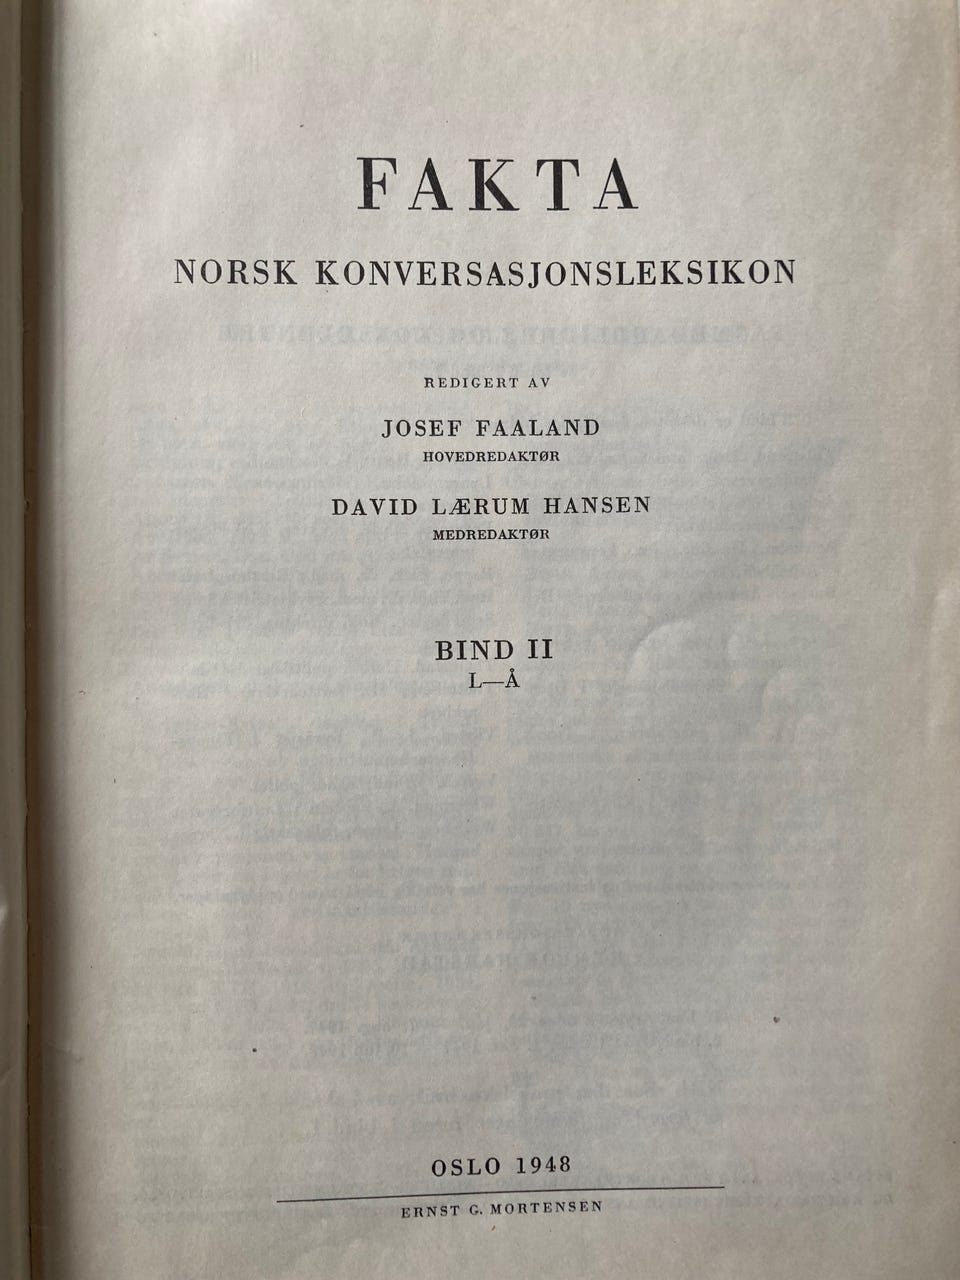 FAKTA
NORSK KONVERSASJONSLEKSIKON
REDIGERT AV
JOSEF FAALAND
HOVEDREDAKTØR
DAVID LÆRUM HANSEN
MEDREDAKTØR
BIND II
L—Å
OSLO 1948
ERNST G. MORTENSEN